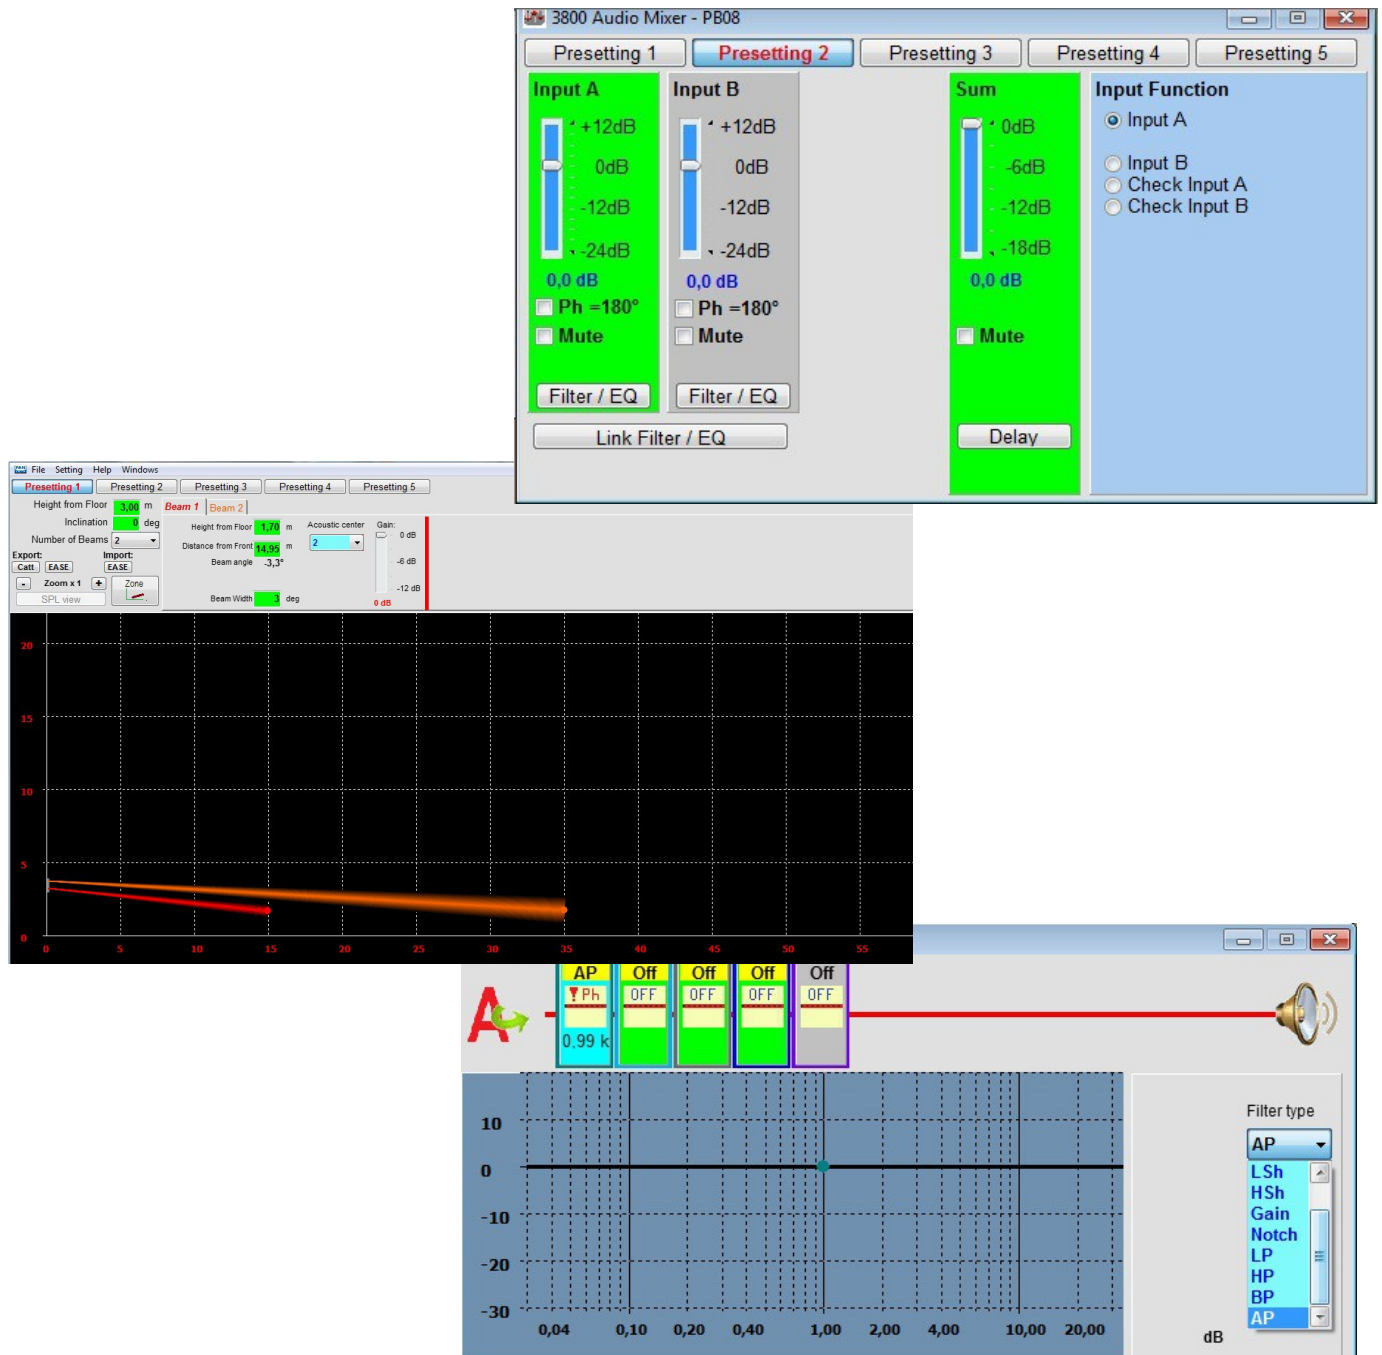 3800 Audio Mixer - PB08
Presetting 1 Presetting 2 Presetting 3 Presetting 4 Presetting 5
Input A Input B Sum Input Function
+12dB +12dB 0dB Input A
0dB 0dB -6dB Input B
Check Input A
-12dB -12dB -12dB Check Input B
-24dB -24dB -18dB
0,0 dB 0,0 dB 0,0 dB
Ph =180° Ph =180°
Mute Mute Mute
Filter / EQ Filter / EQ
Link Filter / EQ Delay
File Setting Help Windows
Presetting 1 Presetting 2 Presetting 3 Presetting 4 Presetting 5
Height from Floor 3,00 m Beam 1 Beam 2
Inclination 0 deg Height from Floor 1,70 m Acoustic center Gain:
Number of Beams 2 Distance from Front 14,95 m 2 0 dB
Export: Import: Beam angle -3,3° -6 dB
Catt EASE EASE
- Zoom x 1 + Zone -12 dB
SPL view Beam Width 3 deg 0 dB
20
15
10
5
0
0 5 10 15 20 25 30 35 40 45 50 55
AP Off Off Off Off
Ph OFF OFF OFF OFF
A
0,99 k
Filter type
AP
LSh
HSh
Gain
Notch
LP
HP
BP
AP
10
0
-10
-20
-30
0,04 0,10 0,20 0,40 1,00 2,00 4,00 10,00 20,00
dB